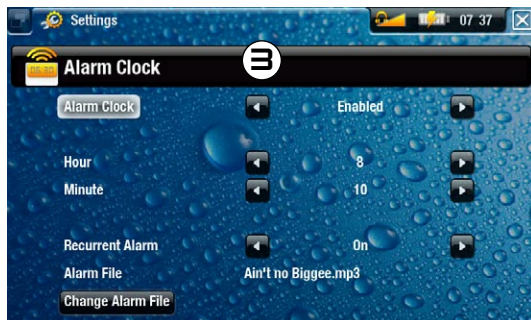 Settings 07 37
3
Alarm Clock
Alarm Clock Enabled
Hour 8
Minute 10
Recurrent Alarm On
Alarm File Ain't no Biggee.mp3
Change Alarm File